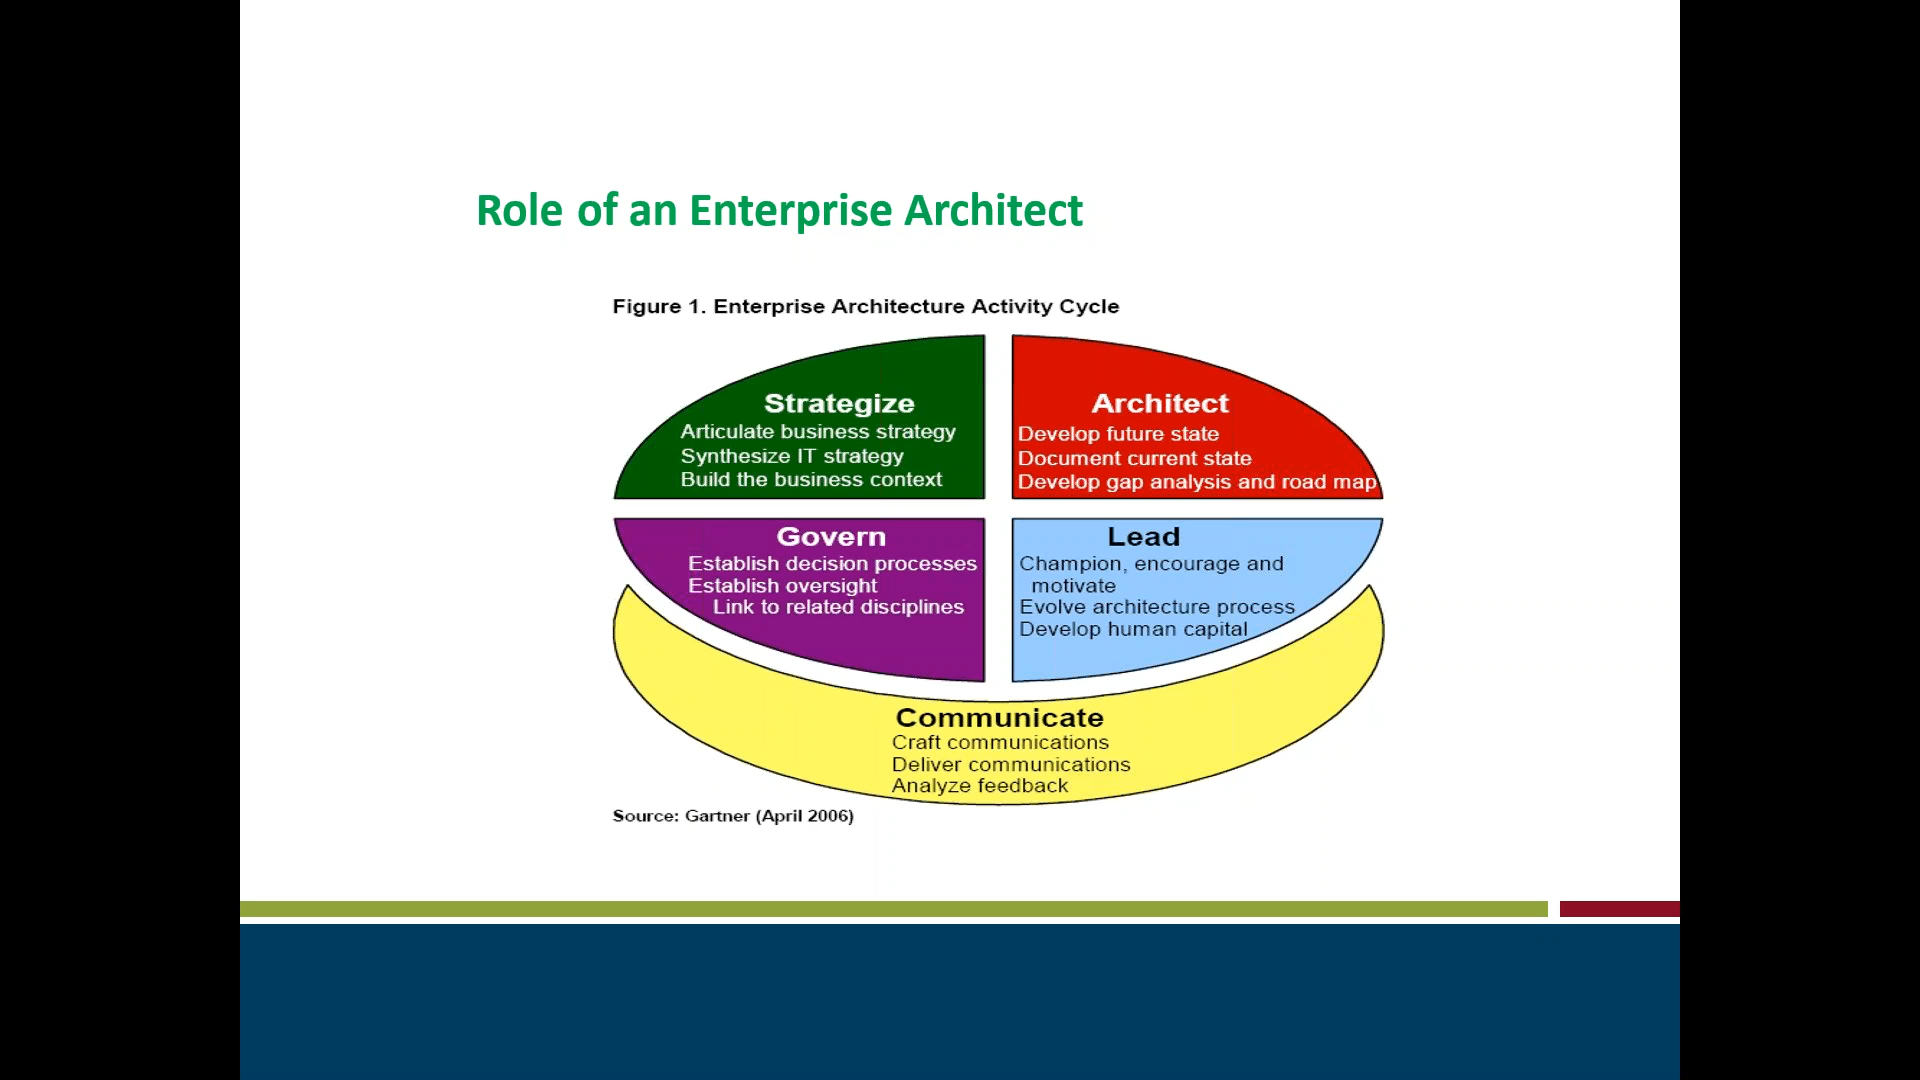 Role of an Enterprise Architect
Figure 1. Enterprise Architecture Activity Cycle
Strategize
Articulate business strategy
Synthesize IT strategy
Build the business context
Architect
Develop future state
Document current state
Develop gap analysis and road map
Govern
Establish decision processes
Establish oversight
Link to related disciplines
Lead
Champion, encourage and
motivate
Evolve architecture process
Develop human capital
Communicate
Craft communications
Deliver communications
Analyze feedback
Source: Gartner (April 2006)